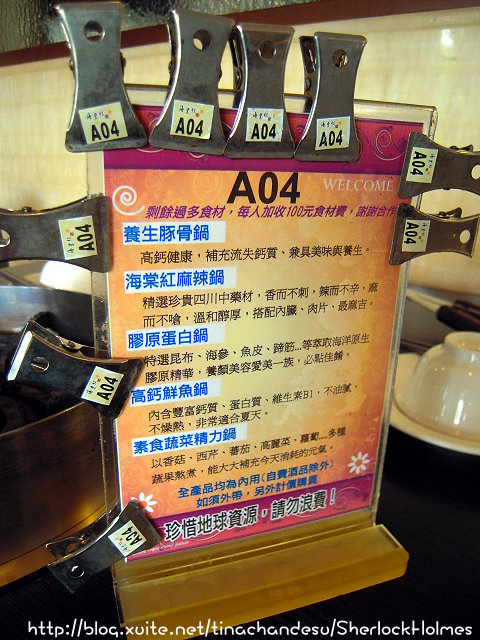 A04
A04
A04
A04
A04
A04
A04
A04
A04
A04
WELCOME
剩餘過多食材，每人加收100元食材費，謝謝合作
養生豚骨鍋
高鈣健康，補充流失鈣質、兼具美味與養生。
海棠紅麻辣鍋
精選珍貴四川中藥材，香而不刺，辣而不辛，麻
而不嗆，溫和醇厚，搭配內臟、肉片、最麻吉。
膠原蛋白鍋
特選昆布、海參、魚皮、蹄筋...等萃取海洋原生
膠原精華，養顏美容愛美一族，必點佳餚。
高鈣鮮魚鍋
內含豐富鈣質、蛋白質、維生素B1，不油膩、
不燥熱，非常適合夏天。
素食蔬菜精力鍋
以香菇、西芹、蕃茄、高麗菜、蘿蔔...多種
蔬果熬煮，能大大補充今天消耗的元氣。
全產品均為內用(自費酒品除外)
如須外帶，另外計價購買
珍惜地球資源，請勿浪費！
http://blog.xuite.net/tinachandesu/SherlockHolmes